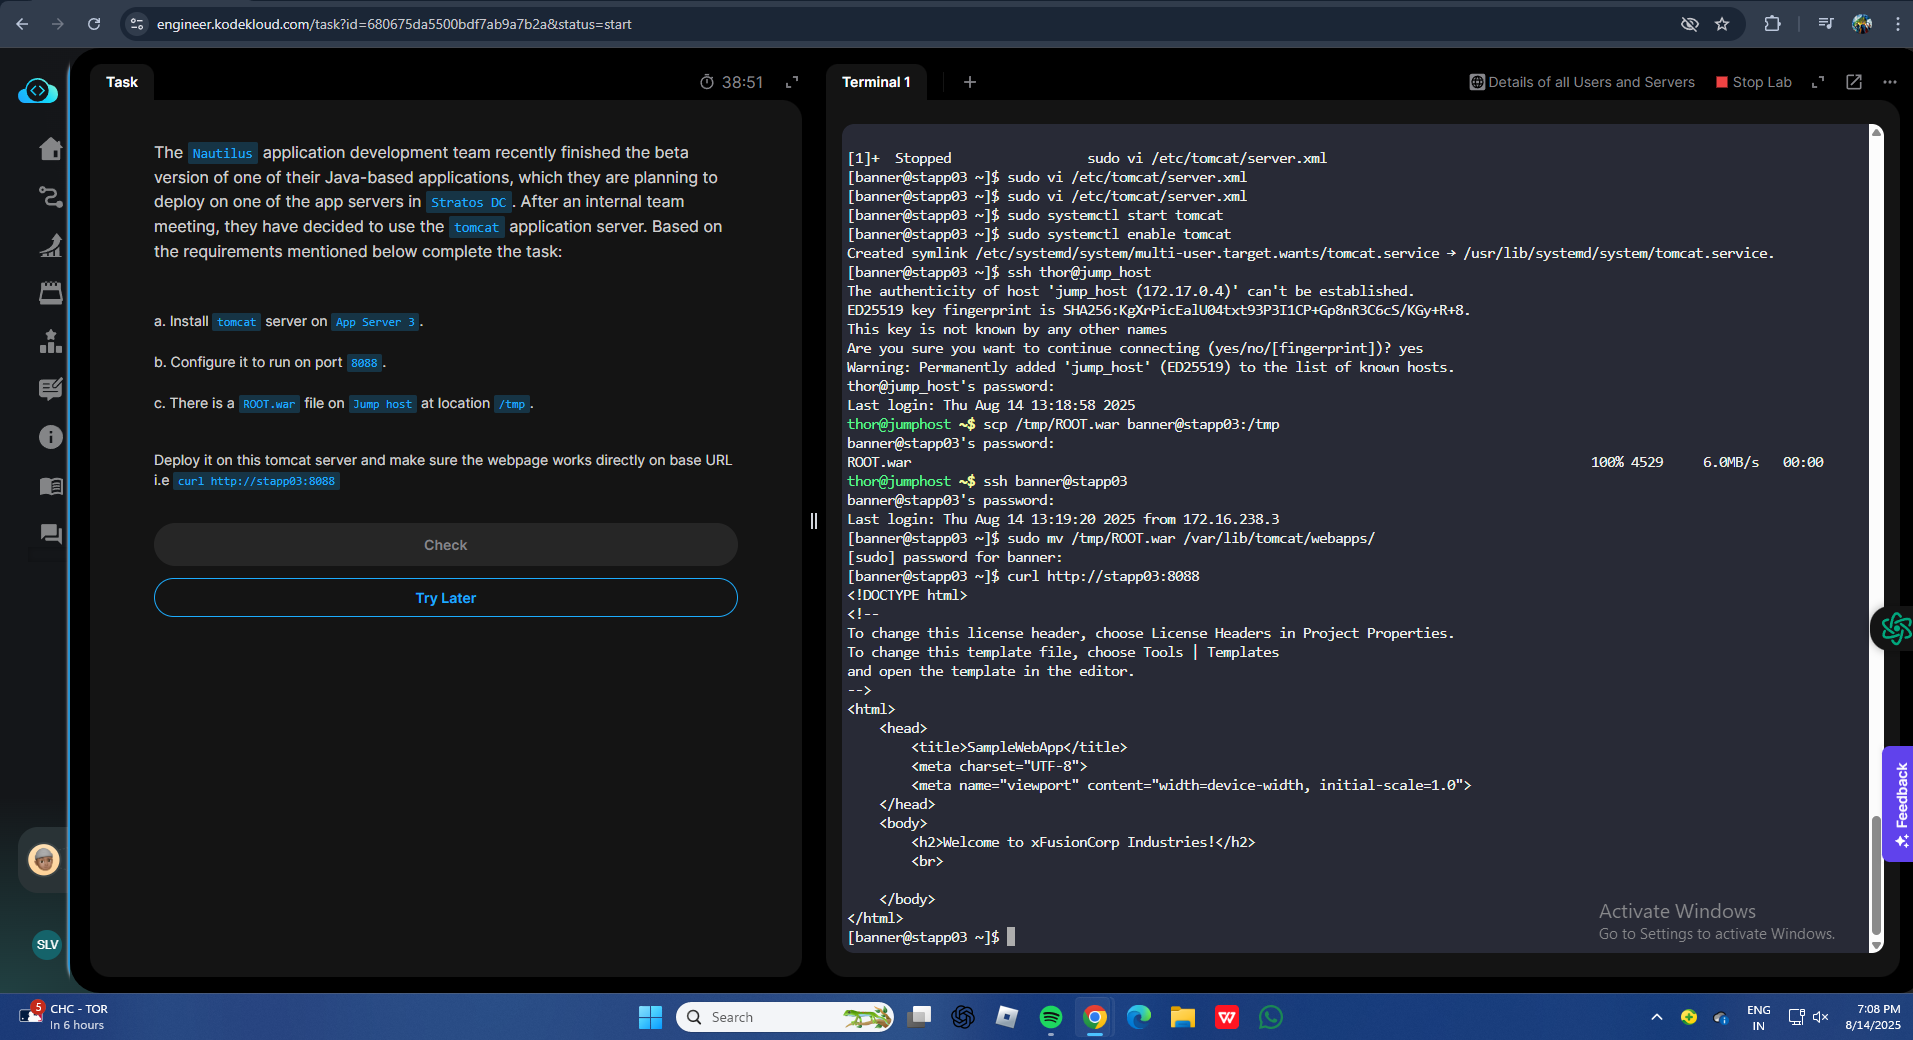 engineer.kodekloud.com/task?id=680675da5500bdf7ab9a7b2a&status=start
Task
38:51
The Nautilus application development team recently finished the beta
version of one of their Java-based applications, which they are planning to
deploy on one of the app servers in Stratos DC. After an internal team
meeting, they have decided to use the tomcat application server. Based on
the requirements mentioned below complete the task:
a. Install tomcat server on App Server 3.
b. Configure it to run on port 8088.
c. There is a ROOT.war file on Jump host at location /tmp.
Deploy it on this tomcat server and make sure the webpage works directly on base URL
i.e curl http://stapp03:8088
Check
Try Later
SLV
Terminal 1
+
Details of all Users and Servers
Stop Lab
[1]+  Stopped                 sudo vi /etc/tomcat/server.xml
[banner@stapp03 ~]$ sudo vi /etc/tomcat/server.xml
[banner@stapp03 ~]$ sudo vi /etc/tomcat/server.xml
[banner@stapp03 ~]$ sudo systemctl start tomcat
[banner@stapp03 ~]$ sudo systemctl enable tomcat
Created symlink /etc/systemd/system/multi-user.target.wants/tomcat.service → /usr/lib/systemd/system/tomcat.service.
[banner@stapp03 ~]$ ssh thor@jump_host
The authenticity of host 'jump_host (172.17.0.4)' can't be established.
ED25519 key fingerprint is SHA256:KgXrPicEalU04txt93P3I1CP+Gp8nR3C6cS/KGy+R+8.
This key is not known by any other names
Are you sure you want to continue connecting (yes/no/[fingerprint])? yes
Warning: Permanently added 'jump_host' (ED25519) to the list of known hosts.
thor@jump_host's password:
Last login: Thu Aug 14 13:18:58 2025
thor@jumphost ~$ scp /tmp/ROOT.war banner@stapp03:/tmp
banner@stapp03's password:
ROOT.war                                      100% 4529     6.0MB/s   00:00
thor@jumphost ~$ ssh banner@stapp03
banner@stapp03's password:
Last login: Thu Aug 14 13:19:20 2025 from 172.16.238.3
[banner@stapp03 ~]$ sudo mv /tmp/ROOT.war /var/lib/tomcat/webapps/
[sudo] password for banner:
[banner@stapp03 ~]$ curl http://stapp03:8088
<!DOCTYPE html>
<!--
To change this license header, choose License Headers in Project Properties.
To change this template file, choose Tools | Templates
and open the template in the editor.
-->
<html>
    <head>
        <title>SampleWebApp</title>
        <meta charset="UTF-8">
        <meta name="viewport" content="width=device-width, initial-scale=1.0">
    </head>
    <body>
        <h2>Welcome to xFusionCorp Industries!</h2>
        <br>
    </body>
</html>
[banner@stapp03 ~]$
Feedback
Activate Windows
Go to Settings to activate Windows.
5
CHC - TOR
In 6 hours
Search
W
ENG
IN
7:08 PM
8/14/2025